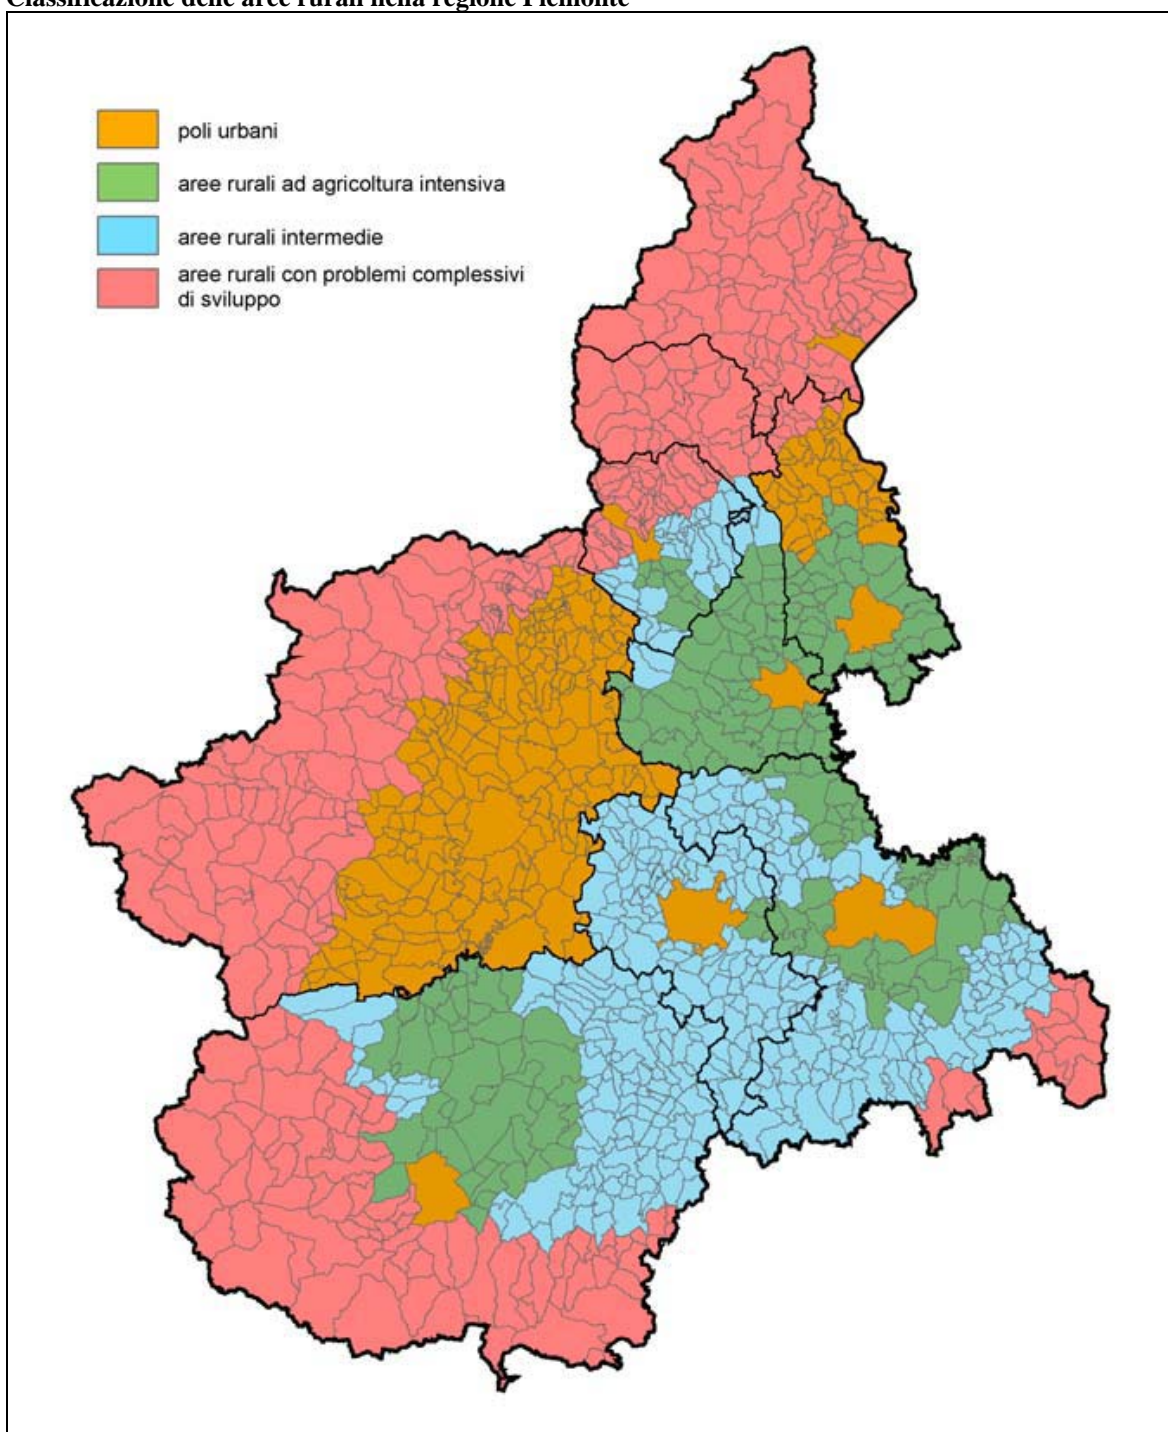 Classificazione delle aree rurali nella regione Piemonte
poli urbani
aree rurali ad agricoltura intensiva
aree rurali intermedie
aree rurali con problemi complessivi
di sviluppo